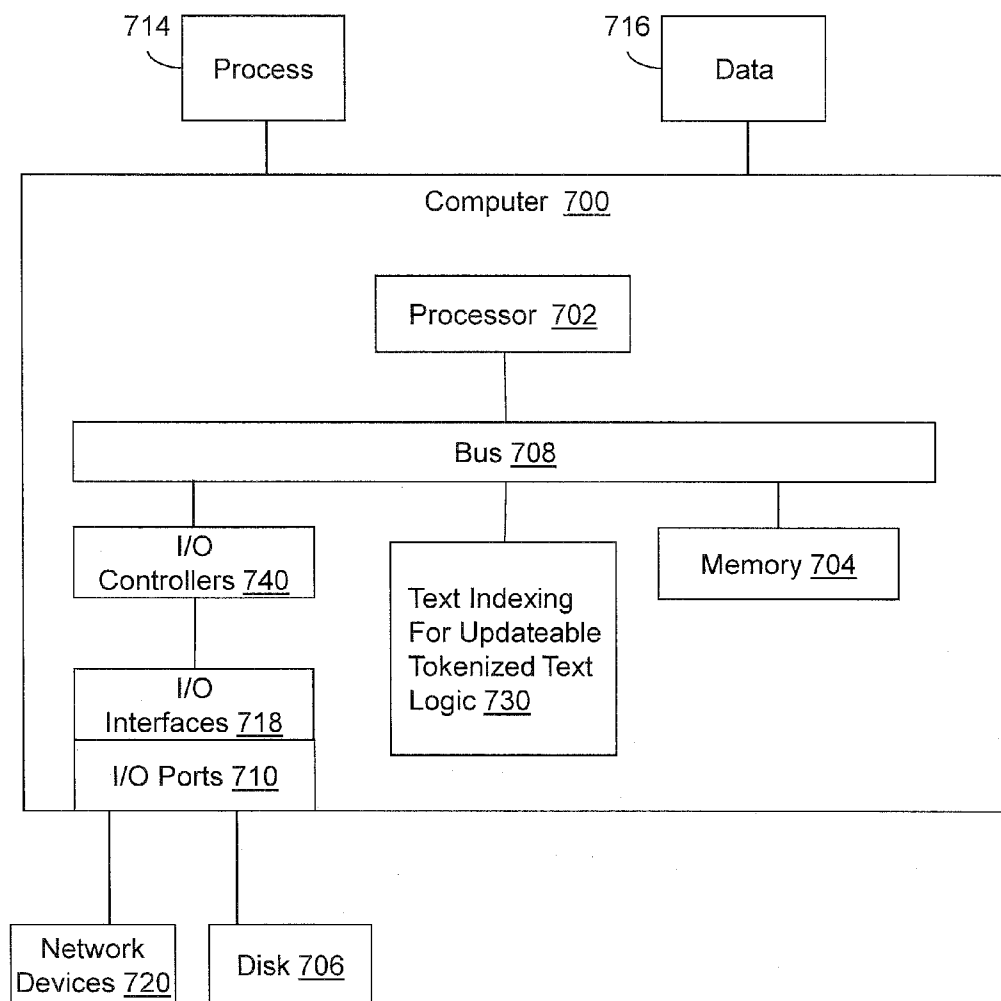 714
Process
716
Data
Computer 700
Processor 702
Bus 708
I/O
Controllers 740
Text Indexing
For Updateable
Tokenized Text
Logic 730
Memory 704
I/O
Interfaces 718
I/O Ports 710
Network
Devices 720
Disk 706